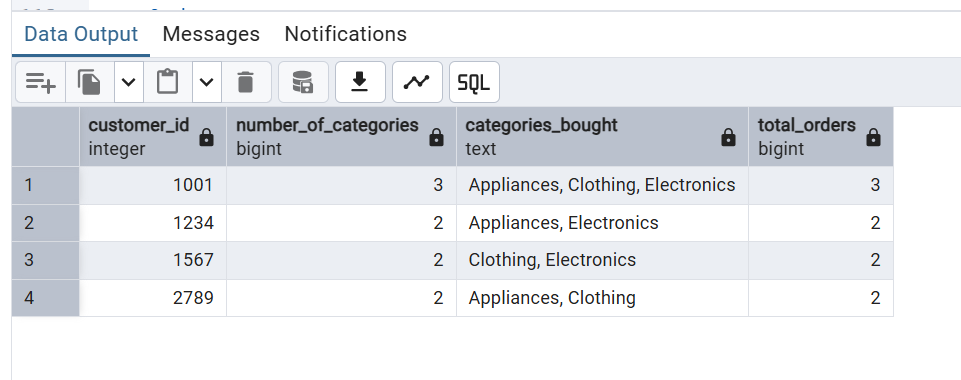 Data Output Messages Notifications
SQL
customer_id number_of_categories categories_bought total_orders
integer bigint text bigint
1 1001 3 Appliances, Clothing, Electronics 3
2 1234 2 Appliances, Electronics 2
3 1567 2 Clothing, Electronics 2
4 2789 2 Appliances, Clothing 2